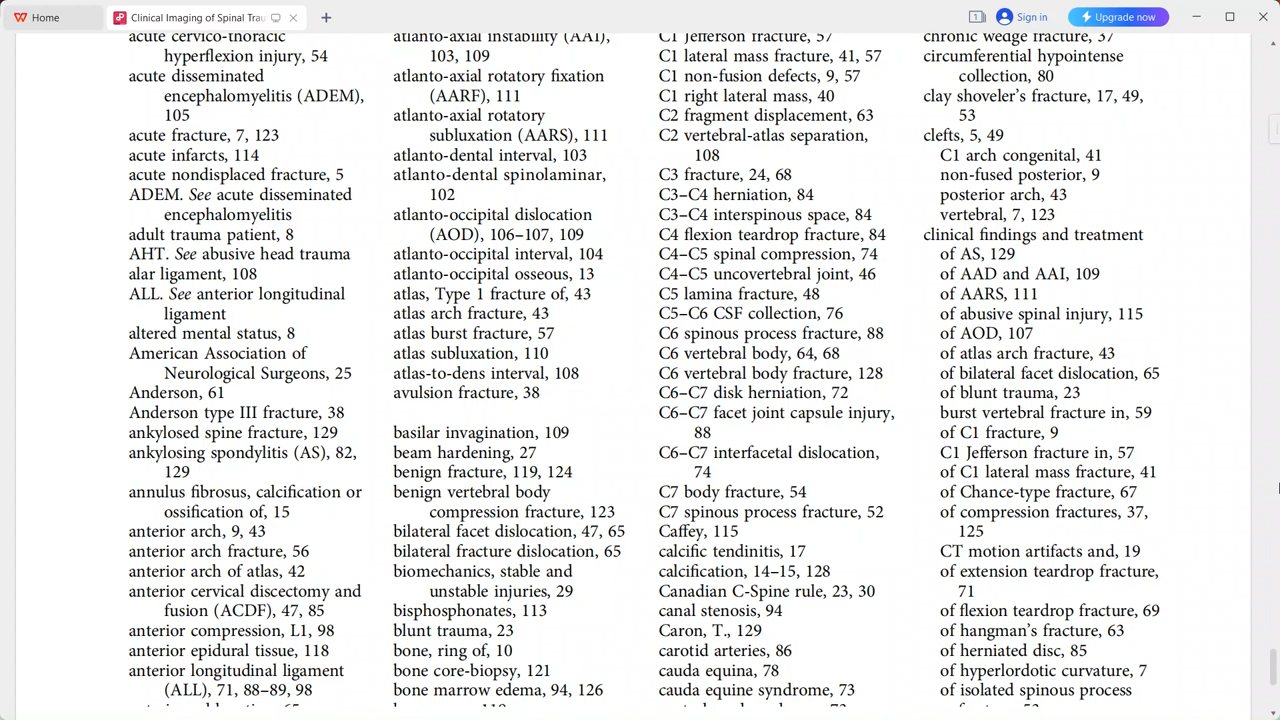 Home
Clinical Imaging of Spinal Trau
1
Sign in
Upgrade now
acute cervico-thoracic
hyperflexion injury, 54
acute disseminated
encephalomyelitis (ADEM),
105
acute fracture, 7, 123
acute infarcts, 114
acute nondisplaced fracture, 5
ADEM. See acute disseminated
encephalomyelitis
adult trauma patient, 8
AHT. See abusive head trauma
alar ligament, 108
ALL. See anterior longitudinal
ligament
altered mental status, 8
American Association of
Neurological Surgeons, 25
Anderson, 61
Anderson type III fracture, 38
ankylosed spine fracture, 129
ankylosing spondylitis (AS), 82,
129
annulus fibrosus, calcification or
ossification of, 15
anterior arch, 9, 43
anterior arch fracture, 56
anterior arch of atlas, 42
anterior cervical discectomy and
fusion (ACDF), 47, 85
anterior compression, L1, 98
anterior epidural tissue, 118
anterior longitudinal ligament
(ALL), 71, 88–89, 98
atlanto-axial instability (AAI),
103, 109
atlanto-axial rotatory fixation
(AARF), 111
atlanto-axial rotatory
subluxation (AARS), 111
atlanto-dental interval, 103
atlanto-dental spinolaminar,
102
atlanto-occipital dislocation
(AOD), 106–107, 109
atlanto-occipital interval, 104
atlanto-occipital osseous, 13
atlas, Type 1 fracture of, 43
atlas arch fracture, 43
atlas burst fracture, 57
atlas subluxation, 110
atlas-to-dens interval, 108
avulsion fracture, 38
basilar invagination, 109
beam hardening, 27
benign fracture, 119, 124
benign vertebral body
compression fracture, 123
bilateral facet dislocation, 47, 65
bilateral fracture dislocation, 65
biomechanics, stable and
unstable injuries, 29
bisphosphonates, 113
blunt trauma, 23
bone, ring of, 10
bone core-biopsy, 121
bone marrow edema, 94, 126
C1 Jefferson fracture, 57
C1 lateral mass fracture, 41, 57
C1 non-fusion defects, 9, 57
C1 right lateral mass, 40
C2 fragment displacement, 63
C2 vertebral-atlas separation,
108
C3 fracture, 24, 68
C3–C4 herniation, 84
C3–C4 interspinous space, 84
C4 flexion teardrop fracture, 84
C4–C5 spinal compression, 74
C4–C5 uncovertebral joint, 46
C5 lamina fracture, 48
C5–C6 CSF collection, 76
C6 spinous process fracture, 88
C6 vertebral body, 64, 68
C6 vertebral body fracture, 128
C6–C7 disk herniation, 72
C6–C7 facet joint capsule injury,
88
C6–C7 interfacetal dislocation,
74
C7 body fracture, 54
C7 spinous process fracture, 52
Caffey, 115
calcific tendinitis, 17
calcification, 14–15, 128
Canadian C-Spine rule, 23, 30
canal stenosis, 94
Caron, T., 129
carotid arteries, 86
cauda equina, 78
cauda equine syndrome, 73
chronic wedge fracture, 37
circumferential hypointense
collection, 80
clay shoveler's fracture, 17, 49,
53
clefts, 5, 49
C1 arch congenital, 41
non-fused posterior, 9
posterior arch, 43
vertebral, 7, 123
clinical findings and treatment
of AS, 129
of AAD and AAI, 109
of AARS, 111
of abusive spinal injury, 115
of AOD, 107
of atlas arch fracture, 43
of bilateral facet dislocation, 65
of blunt trauma, 23
burst vertebral fracture in, 59
of C1 fracture, 9
C1 Jefferson fracture in, 57
of C1 lateral mass fracture, 41
of Chance-type fracture, 67
of compression fractures, 37,
125
CT motion artifacts and, 19
of extension teardrop fracture,
71
of flexion teardrop fracture, 69
of hangman's fracture, 63
of herniated disc, 85
of hyperlordotic curvature, 7
of isolated spinous process